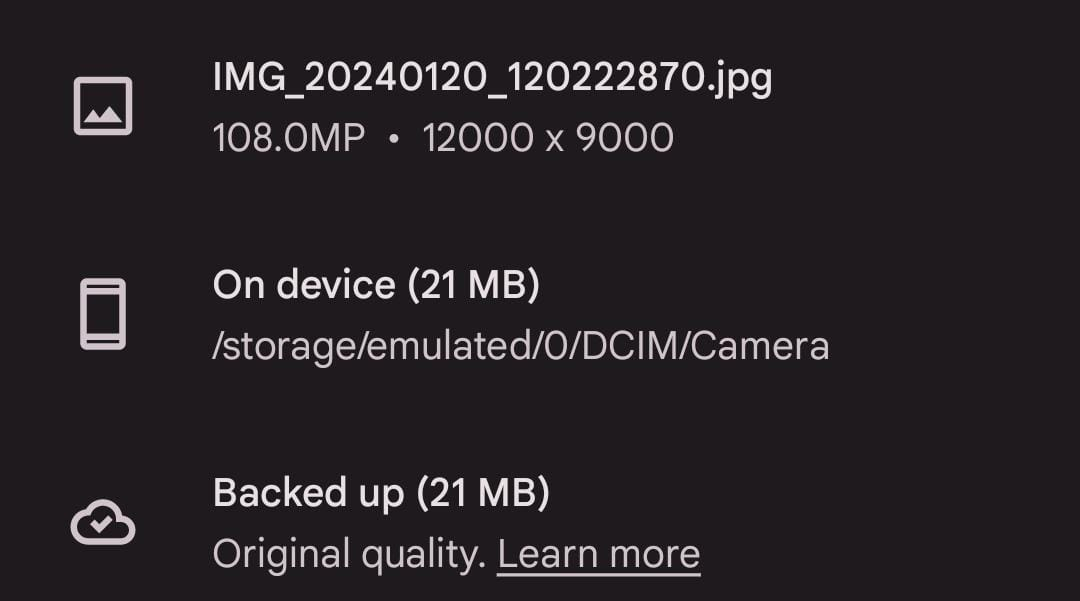 IMG_20240120_120222870.jpg
108.0MP • 12000 x 9000
On device (21 MB)
/storage/emulated/0/DCIM/Camera
Backed up (21 MB)
Original quality. Learn more